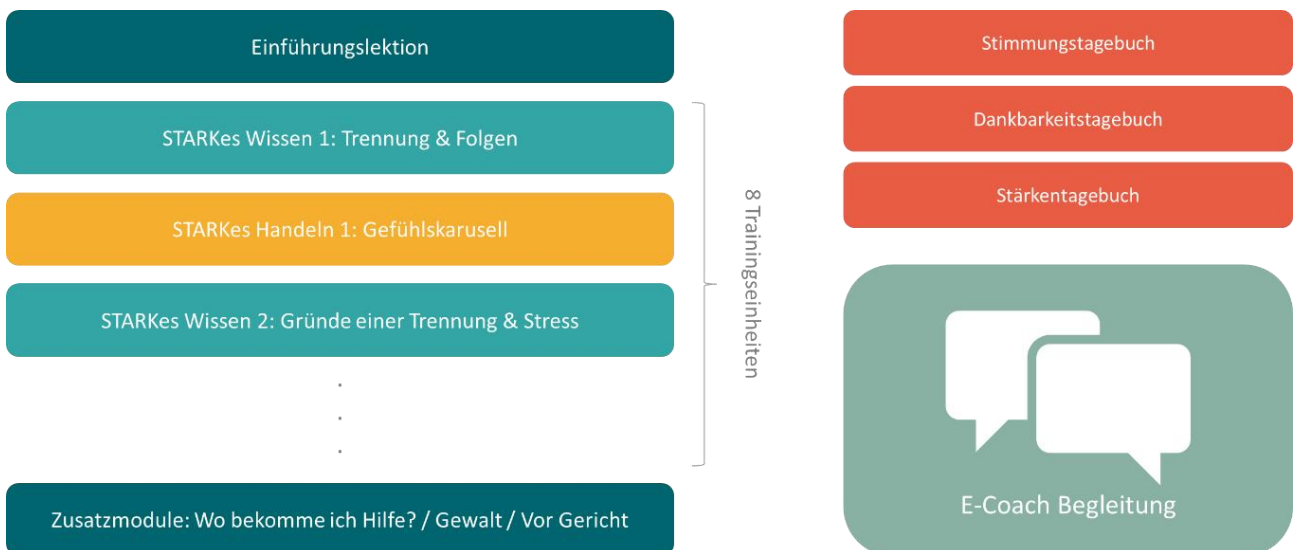 Einführungslektion
STARKes Wissen 1: Trennung & Folgen
STARKes Handeln 1: Gefühlskarusell
STARKes Wissen 2: Gründe einer Trennung & Stress
.
.
.
Zusatzmodule: Wo bekomme ich Hilfe? / Gewalt / Vor Gericht
8 Trainingseinheiten
Stimmungstagebuch
Dankbarkeitstagebuch
Stärkentagebuch
E-Coach Begleitung